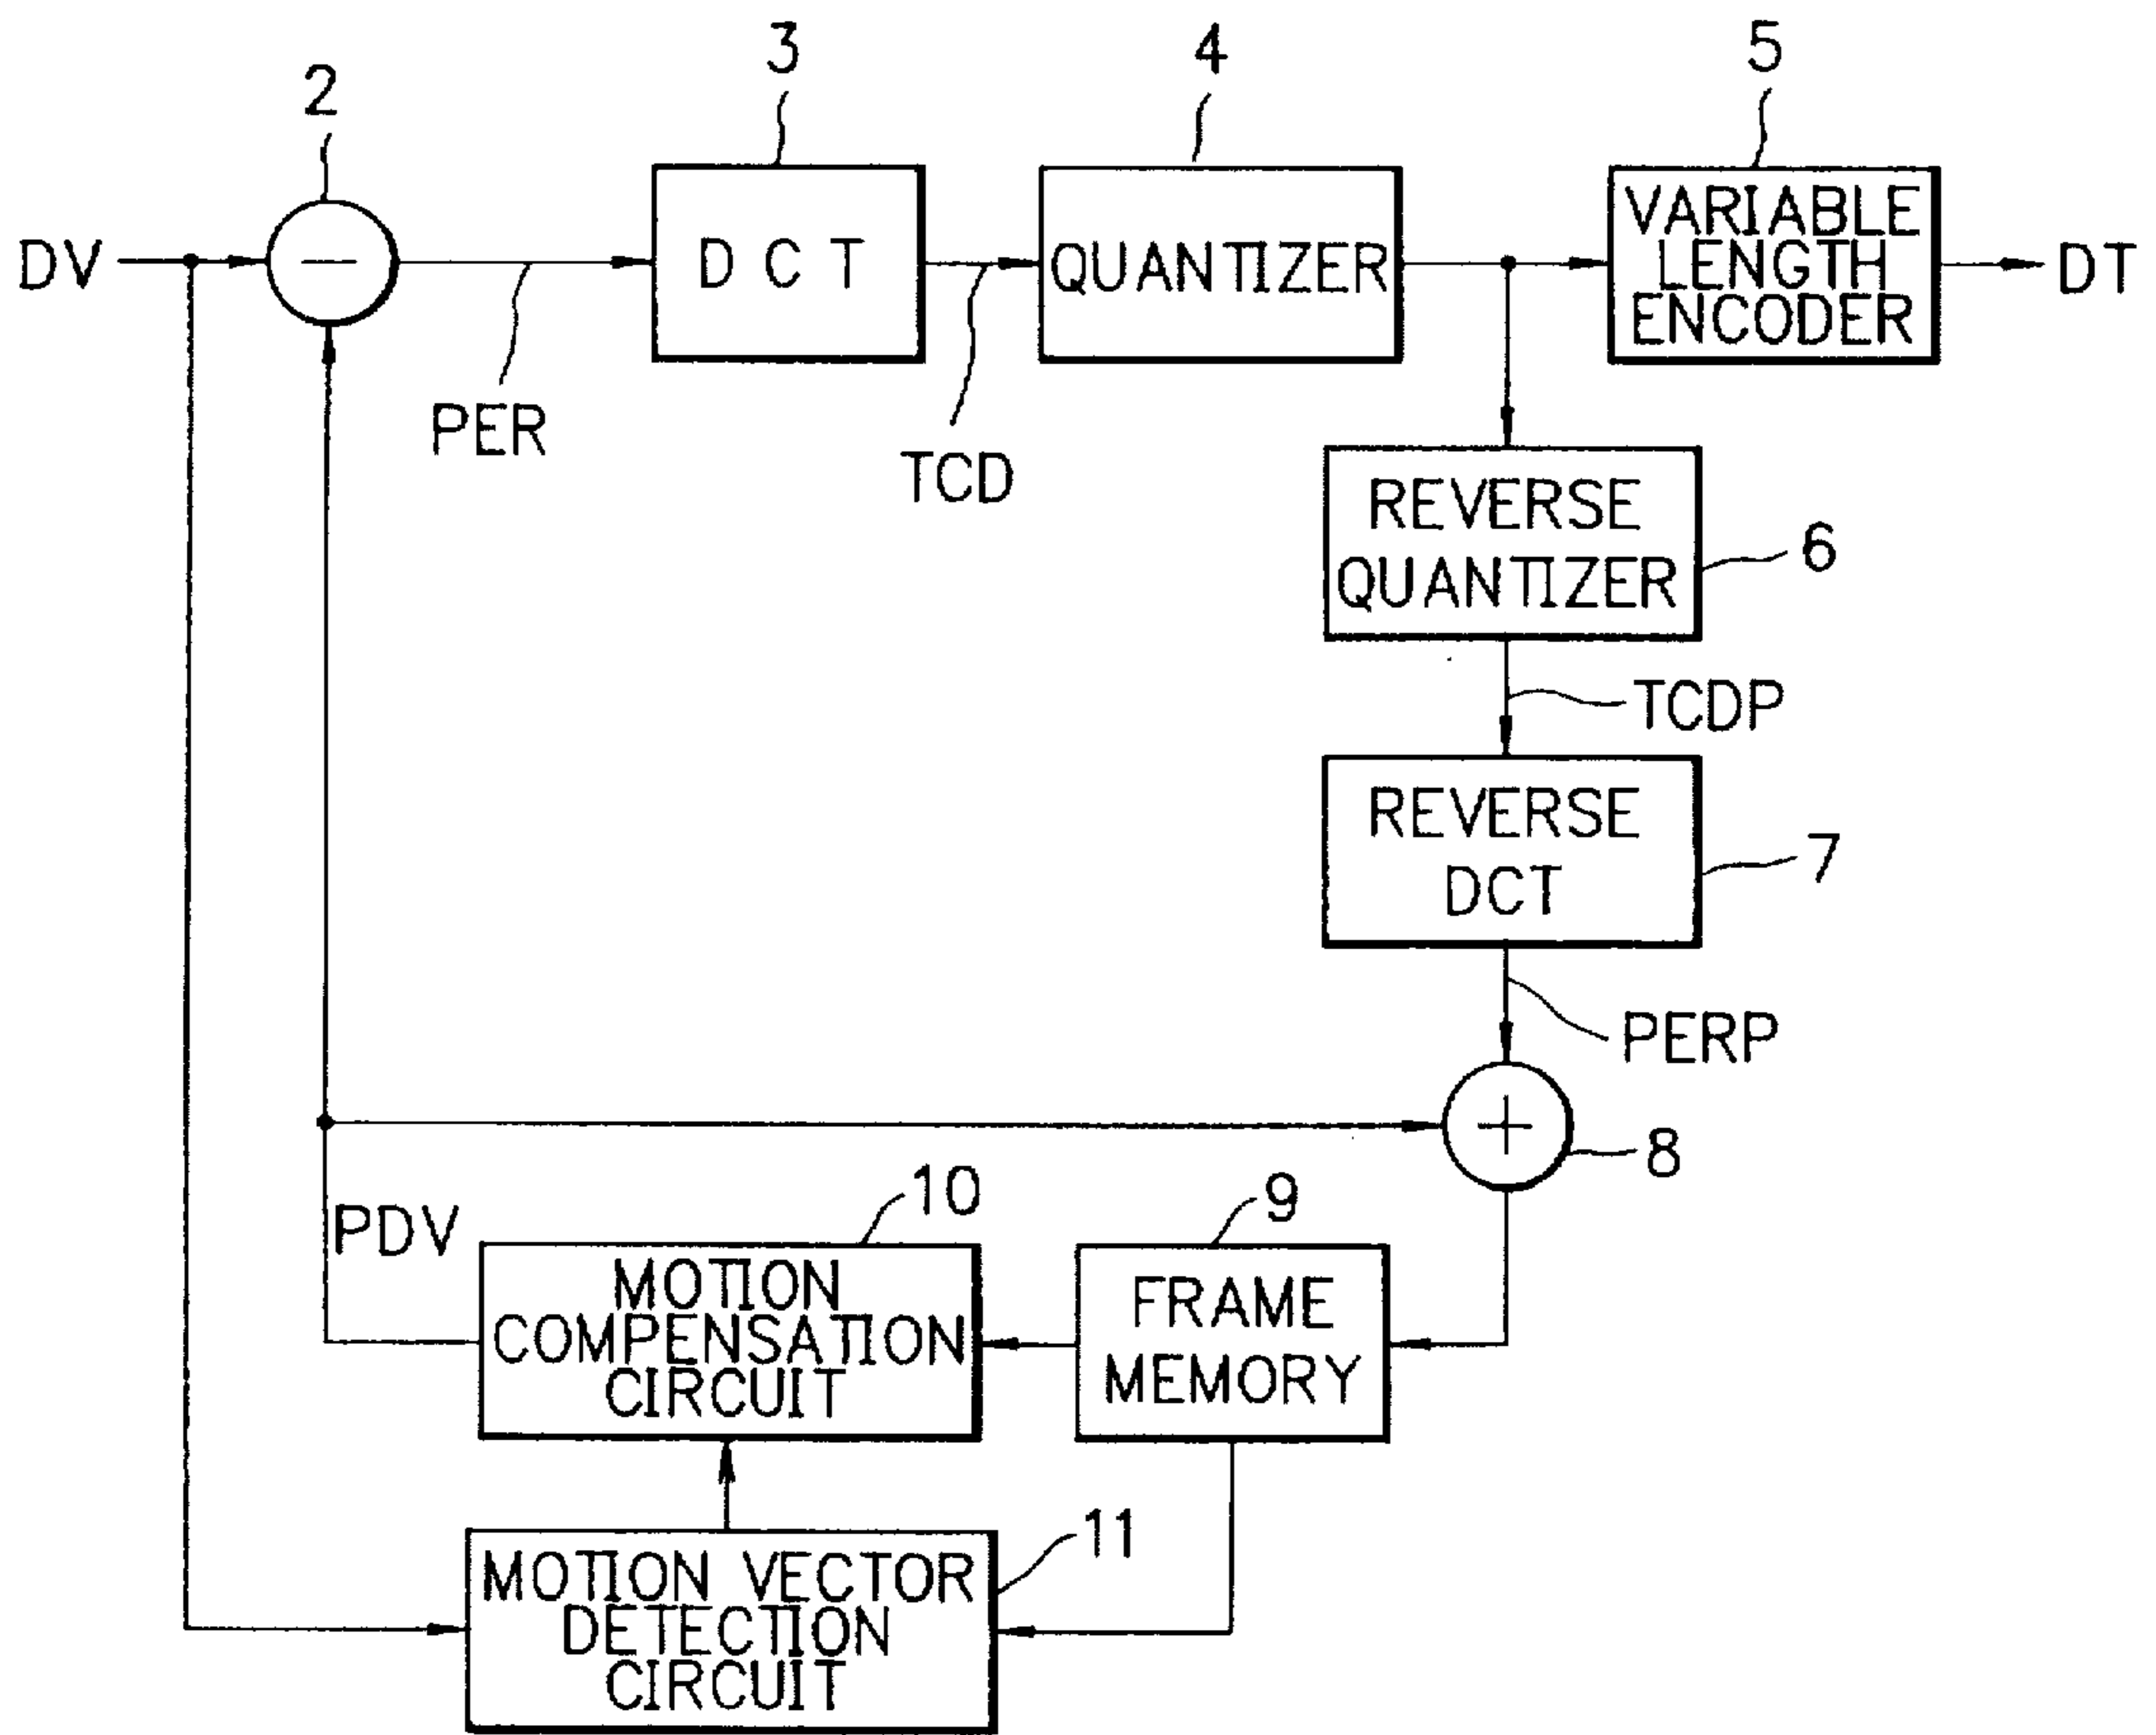 2
3
4
5
DV
−
D C T
QUANTIZER
VARIABLE
LENGTH
ENCODER
DT
PER
TCD
REVERSE
QUANTIZER
6
TCDP
REVERSE
DCT
7
PERP
+
8
PDV
10
9
MOTION
COMPENSATION
CIRCUIT
FRAME
MEMORY
11
MOTION VECTOR
DETECTION
CIRCUIT